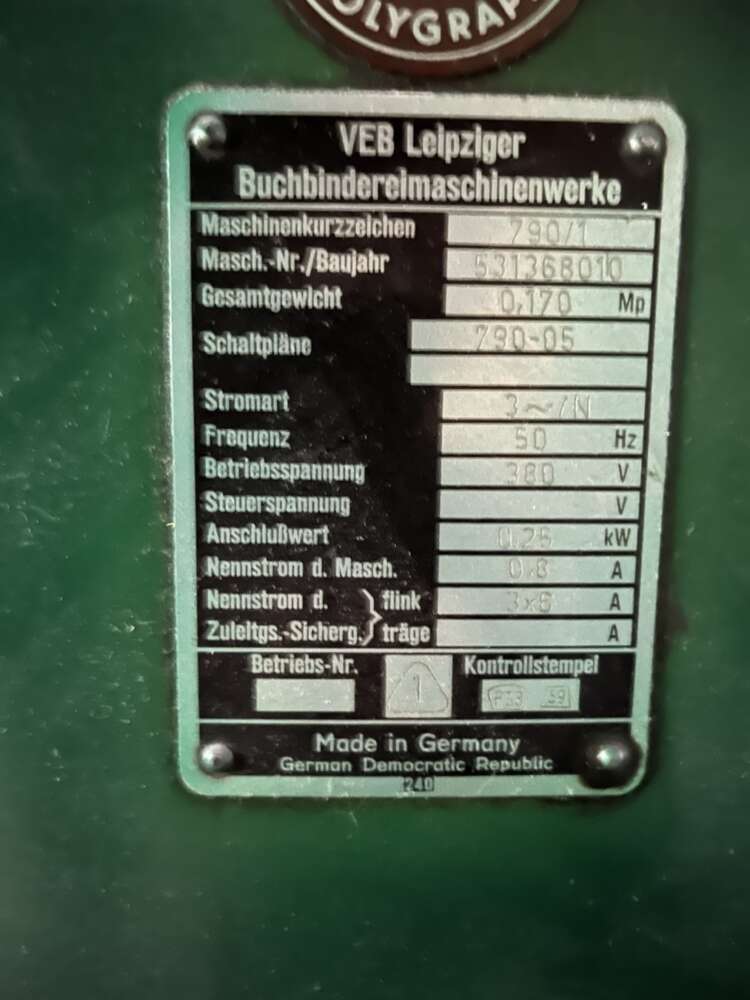 VEB Leipziger
Buchbindereimaschinenwerke
Maschinenkurzzeichen 790/1
Masch.-Nr./Baujahr 531368010
Gesamtgewicht 0,170 Mp
Schaltpläne 790-05
Stromart 3~/N
Frequenz 50 Hz
Betriebsspannung 380 V
Steuerspannung V
Anschlußwert 0,25 kW
Nennstrom d. Masch. 0,8 A
Nennstrom d. flink 3x6 A
Zuleitgs.-Sicherg. träge A
Betriebs-Nr. 1 Kontrollstempel
Made in Germany
German Democratic Republic
240